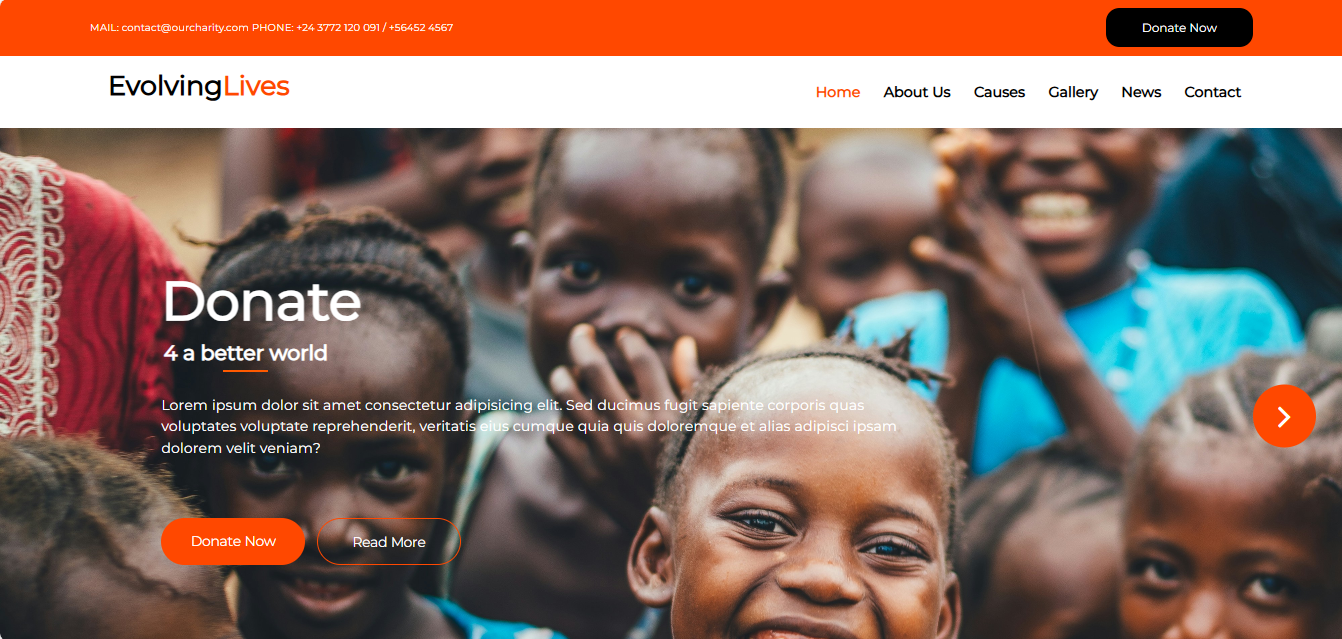 MAIL: contact@ourcharity.com PHONE: +24 3772 120 091 / +56452 4567
Donate Now
EvolvingLives
Home About Us Causes Gallery News Contact
Donate
4 a better world
Lorem ipsum dolor sit amet consectetur adipisicing elit. Sed ducimus fugit sapiente corporis quas
voluptates voluptate reprehenderit, veritatis eius cumque quia quis doloremque et alias adipisci ipsam
dolorem velit veniam?
Donate Now
Read More